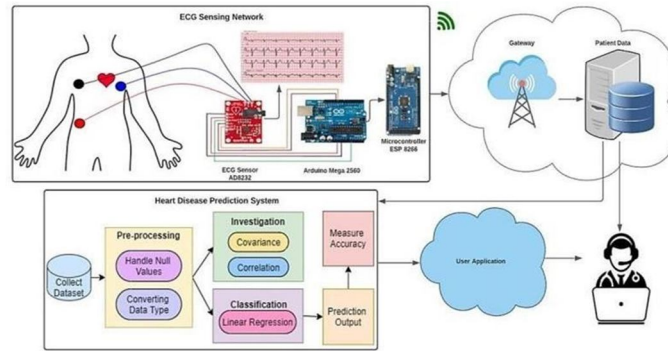 ECG Sensing Network
Gateway
Patient Data
Microcontroller
ESP 8266
ECG Sensor
AD8232
Arduino Mega 2560
Heart Disease Prediction System
Pre-processing
Handle Null
Values
Converting
Data Type
Collect
Dataset
Investigation
Covariance
Correlation
Classification
Linear Regression
Measure
Accuracy
Prediction
Output
User Application